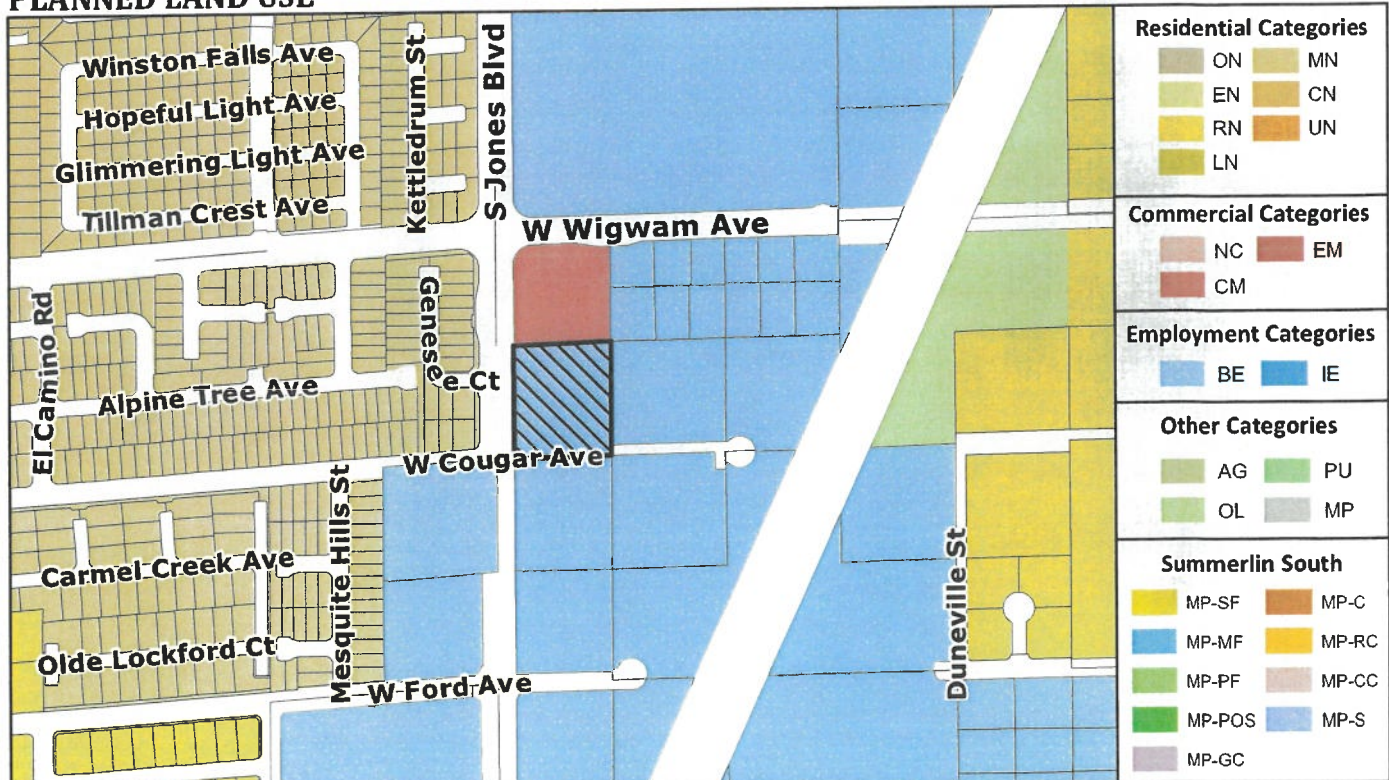 PLANNED LAND USE
Winston Falls Ave
Hopeful Light Ave
Glimmering Light Ave
Tillman Crest Ave
Kettledrum St
S Jones Blvd
W Wigwam Ave
El Camino Rd
Genesee Ct
Alpine Tree Ave
W Cougar Ave
Mesquite Hills St
Carmel Creek Ave
Olde Lockford Ct
W Ford Ave
Duneville St
Residential Categories
ON MN
EN CN
RN UN
LN
Commercial Categories
NC EM
CM
Employment Categories
BE IE
Other Categories
AG PU
OL MP
Summerlin South
MP-SF MP-C
MP-MF MP-RC
MP-PF MP-CC
MP-POS MP-S
MP-GC